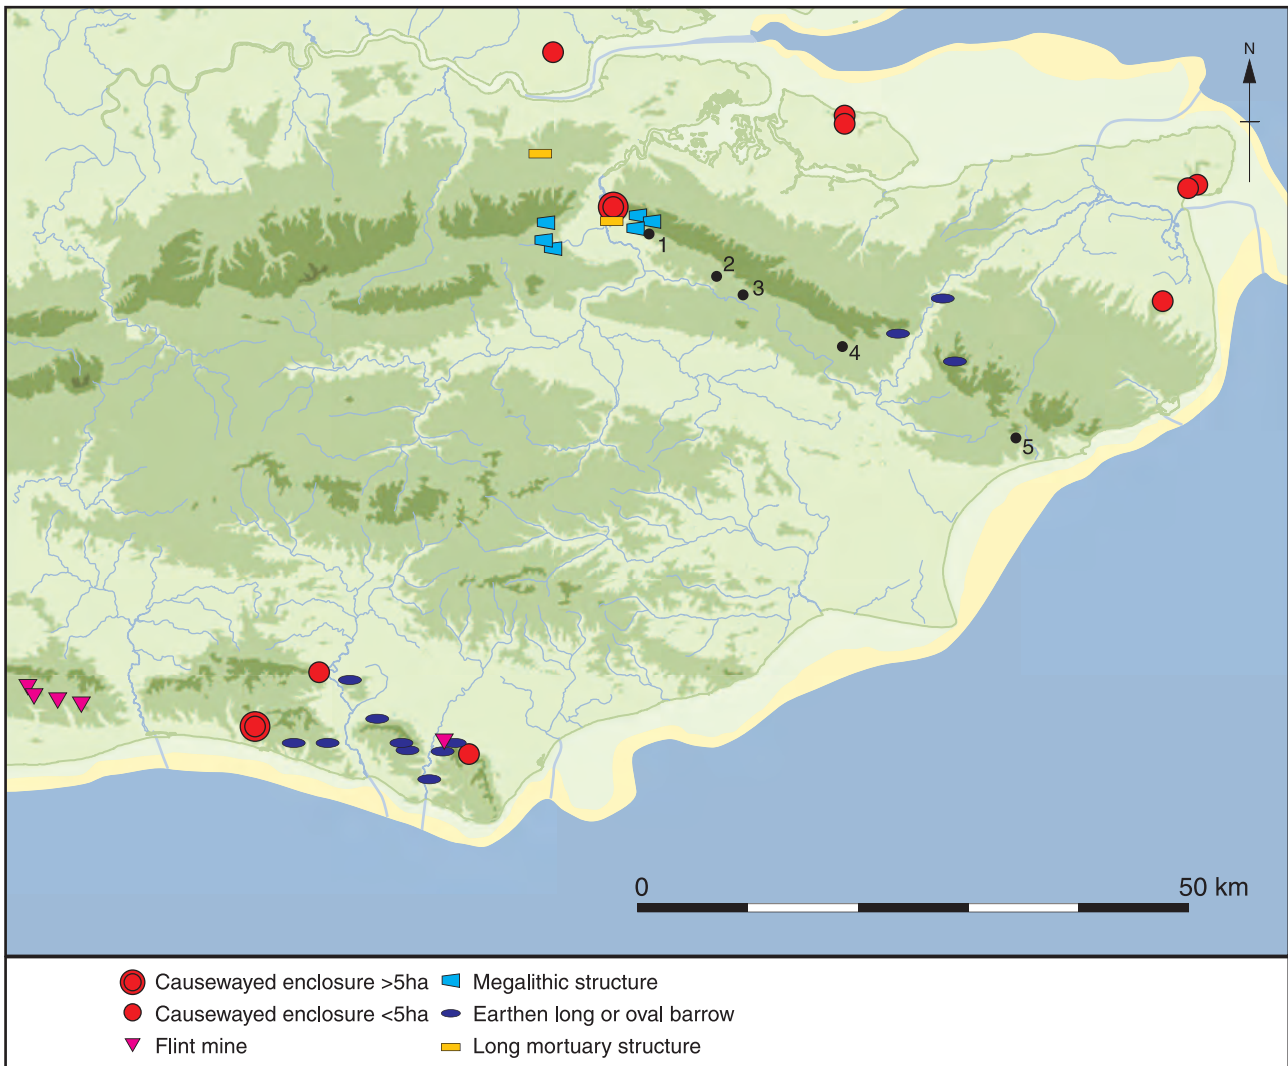 N
1
2
3
4
5
0 50 km
Causewayed enclosure >5ha Megalithic structure
Causewayed enclosure <5ha Earthen long or oval barrow
Flint mine Long mortuary structure